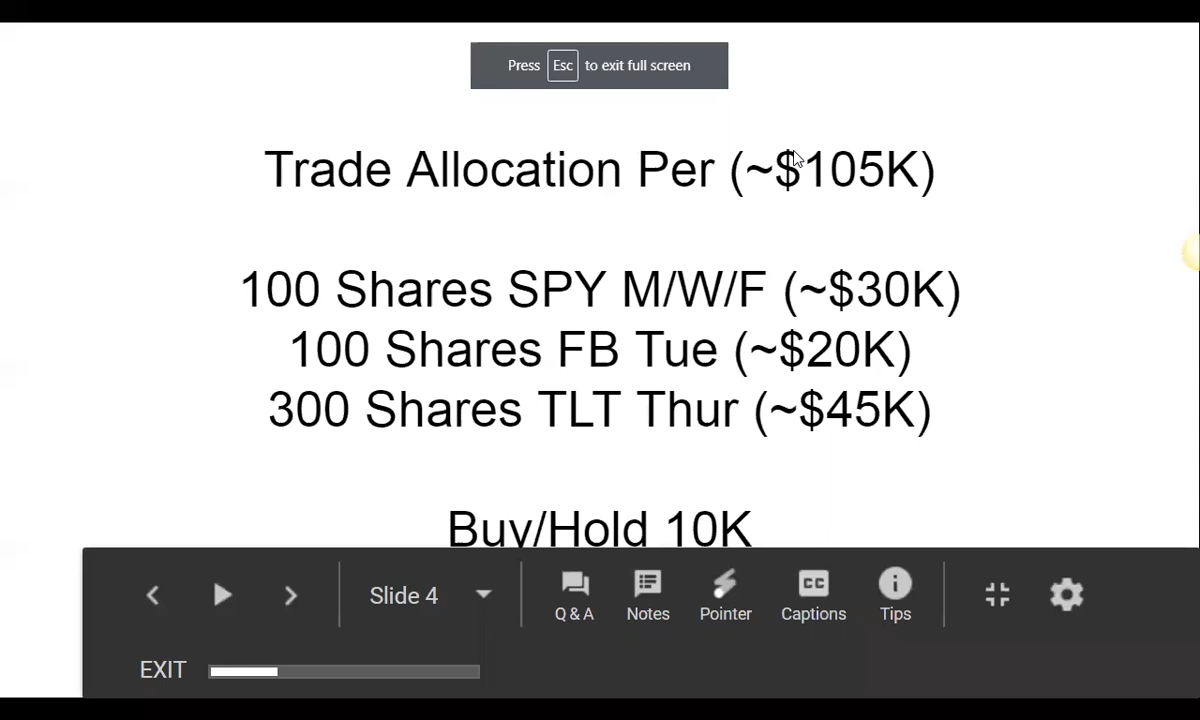 Press Esc to exit full screen
Trade Allocation Per (~$105K)
100 Shares SPY M/W/F (~$30K)
100 Shares FB Tue (~$20K)
300 Shares TLT Thur (~$45K)
Buy/Hold 10K
Slide 4
Q & A
Notes
Pointer
CC
Captions
Tips
EXIT